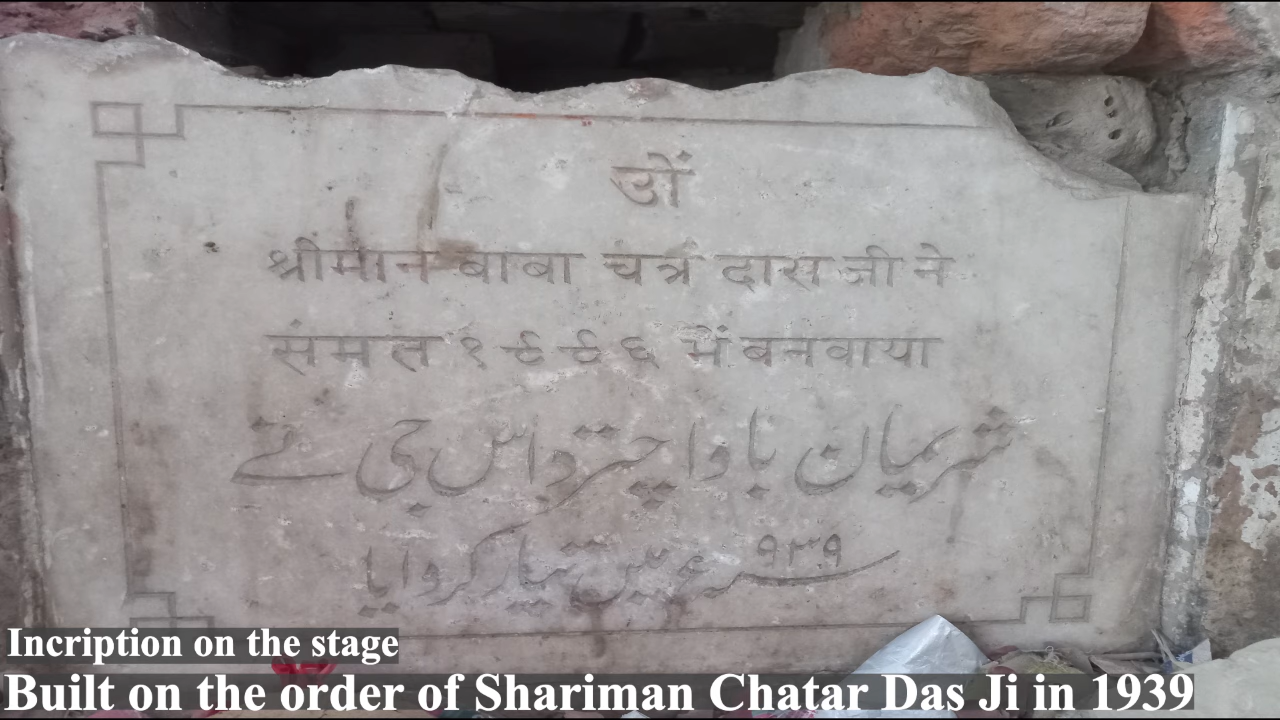 ओं
श्रीमान बाबा चत्र दास जी ने
संमत १९९६ में बनवाया
شریمان باوا چتر داس جی نے
۱۹۳۹ء میں تیار کروایا
Incription on the stage
Built on the order of Shariman Chatar Das Ji in 1939